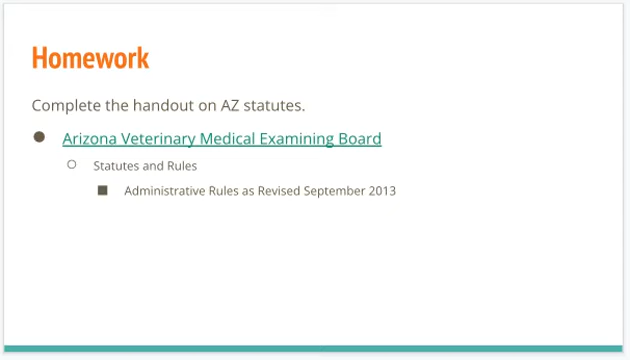 Homework
Complete the handout on AZ statutes.
Arizona Veterinary Medical Examining Board
Statutes and Rules
Administrative Rules as Revised September 2013